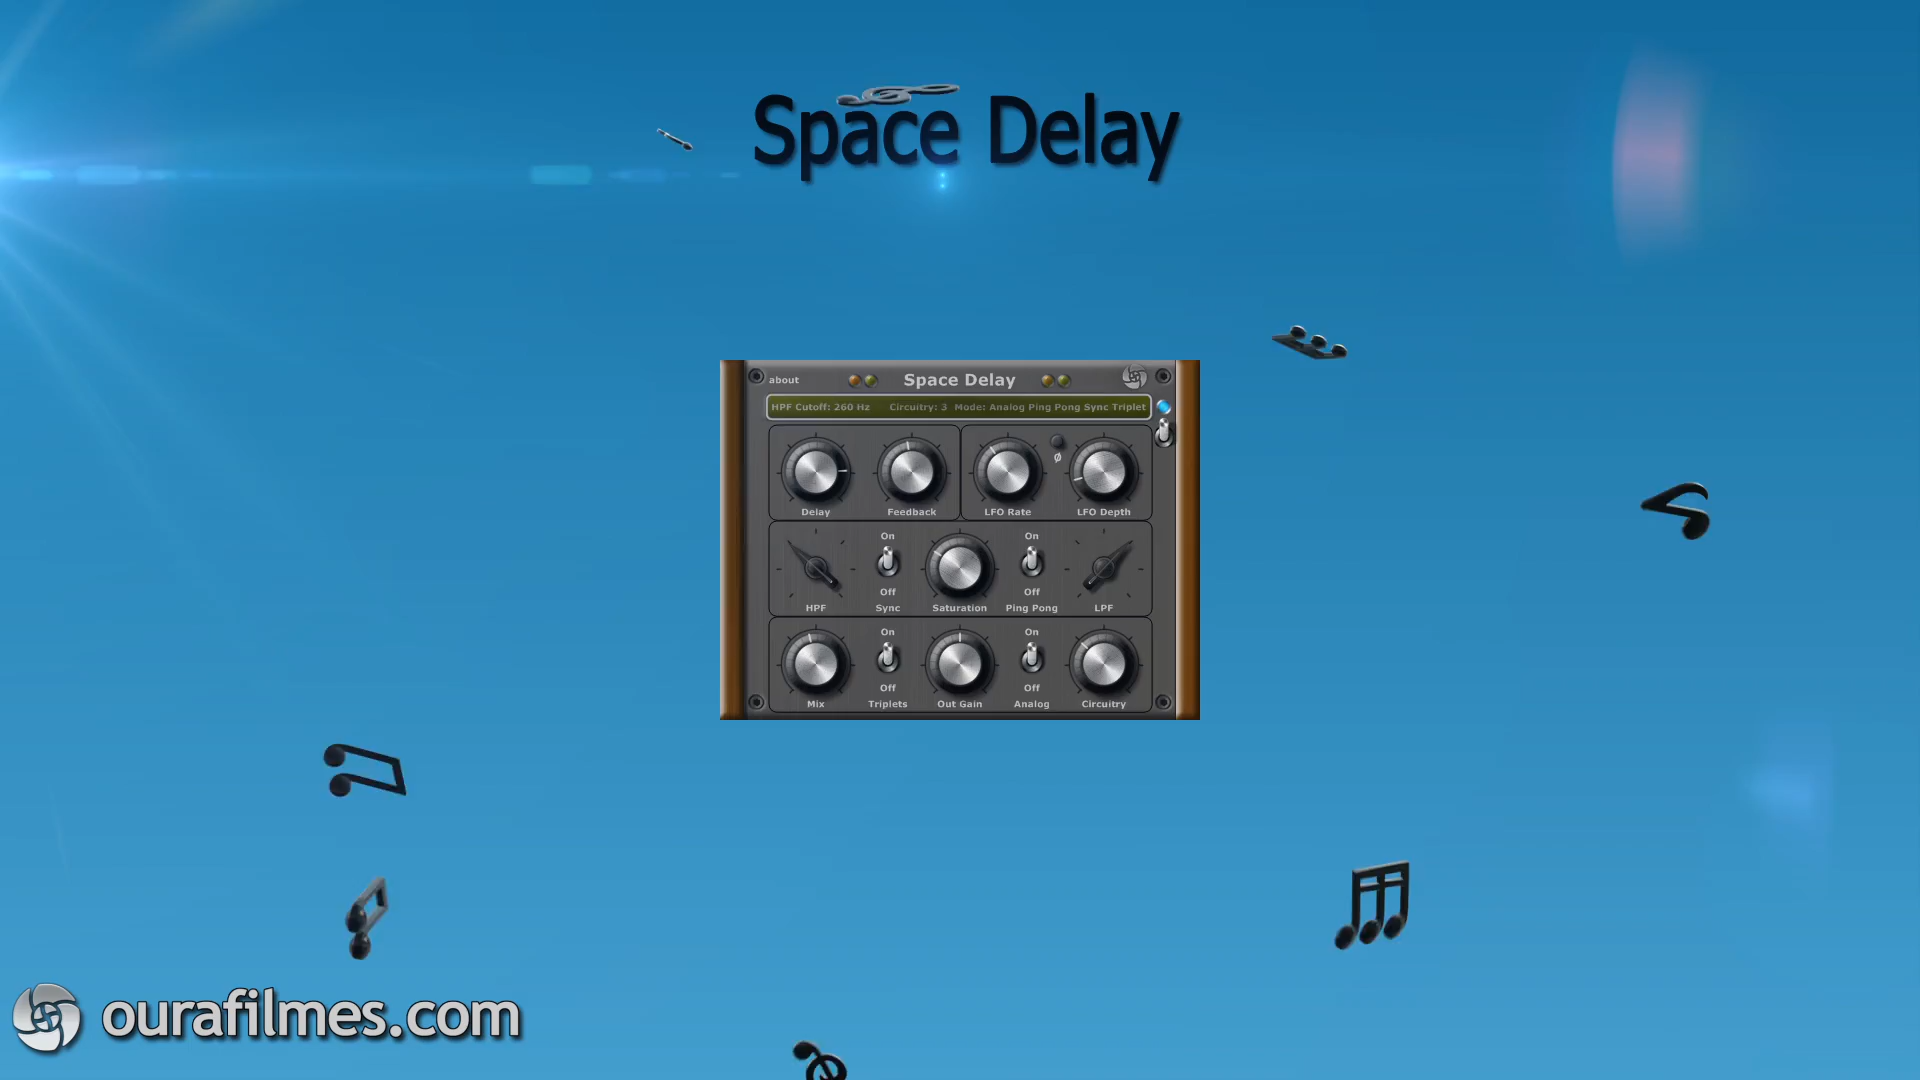 Space Delay
about
Space Delay
HPF Cutoff: 260 Hz Circuitry: 3 Mode: Analog Ping Pong Sync Triplet
ø
Delay Feedback LFO Rate LFO Depth
On On
Off Off
HPF Sync Saturation Ping Pong LPF
On On
Off Off
Mix Triplets Out Gain Analog Circuitry
ourafilmes.com